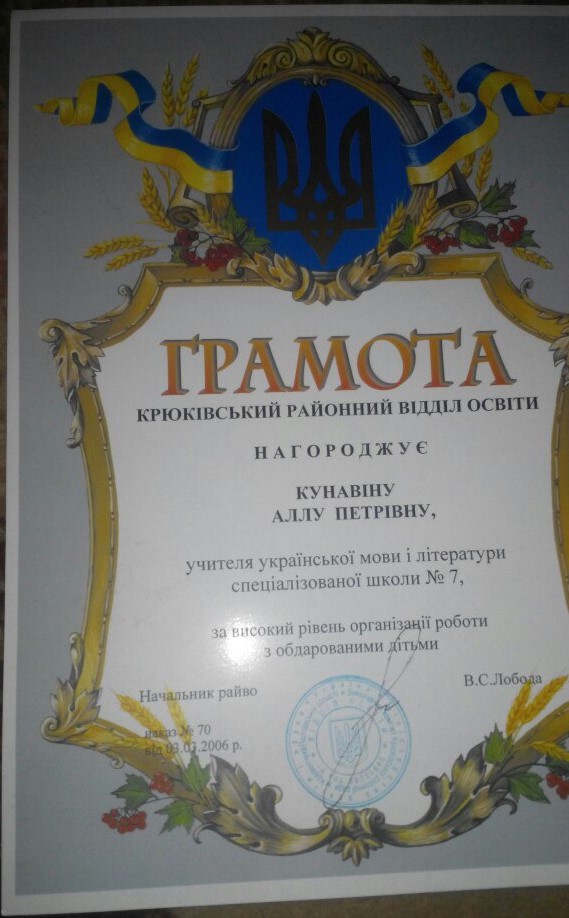 ГРАМОТА
КРЮКІВСЬКИЙ РАЙОННИЙ ВІДДІЛ ОСВІТИ
НАГОРОДЖУЄ
КУНАВІНУ
АЛЛУ ПЕТРІВНУ,
учителя української мови і літератури
спеціалізованої школи № 7,
за високий рівень організації роботи
з обдарованими дітьми
Начальник райво В.С.Лобода
наказ № 70
від 03.03.2006 р.